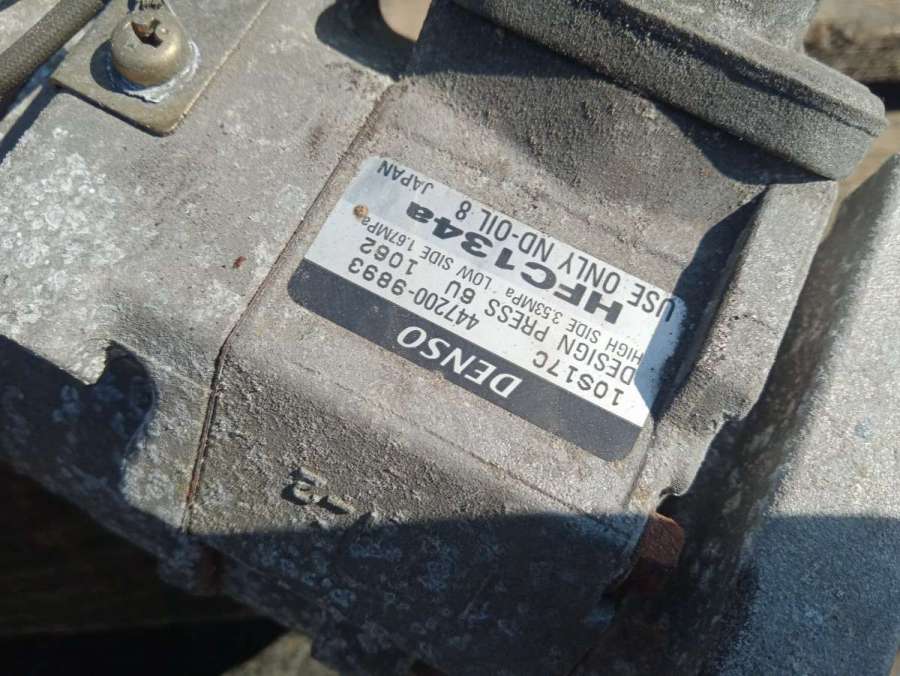 DENSO
10S17C 447200-9893
DESIGN PRESS 6U 1062
HIGH SIDE 3.53MPa LOW SIDE 1.67MPa
HFC134a
USE ONLY ND-OIL 8 JAPAN
-2